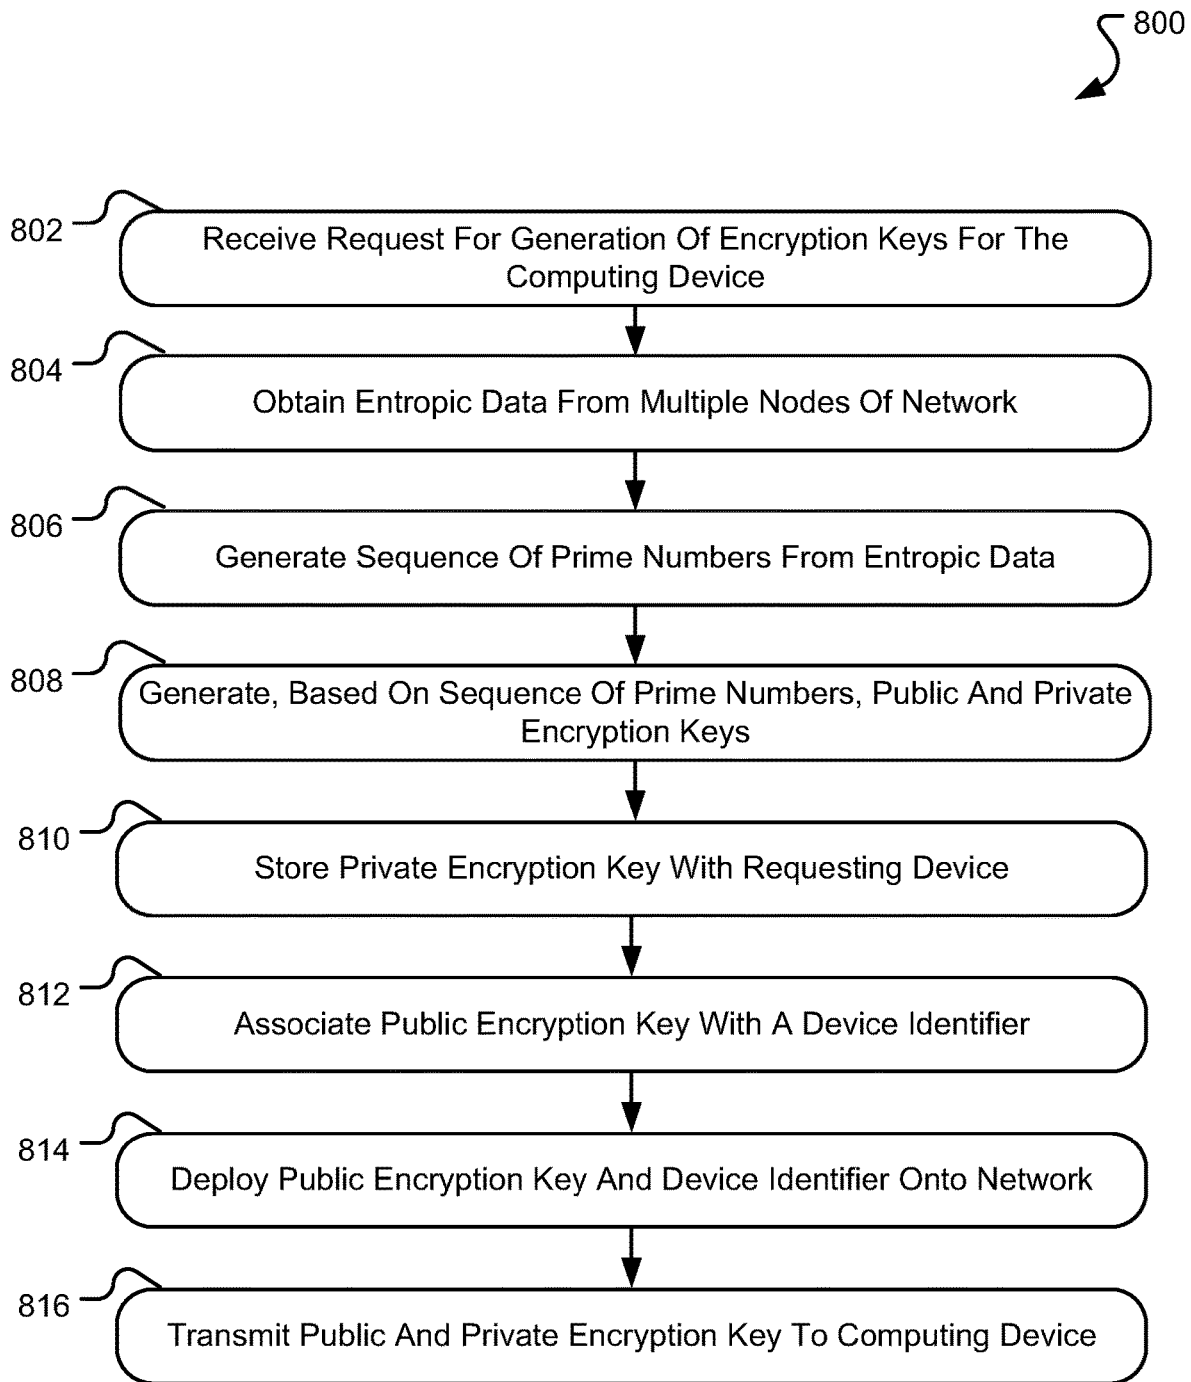 800
802
Receive Request For Generation Of Encryption Keys For The
Computing Device
804
Obtain Entropic Data From Multiple Nodes Of Network
806
Generate Sequence Of Prime Numbers From Entropic Data
808
Generate, Based On Sequence Of Prime Numbers, Public And Private
Encryption Keys
810
Store Private Encryption Key With Requesting Device
812
Associate Public Encryption Key With A Device Identifier
814
Deploy Public Encryption Key And Device Identifier Onto Network
816
Transmit Public And Private Encryption Key To Computing Device